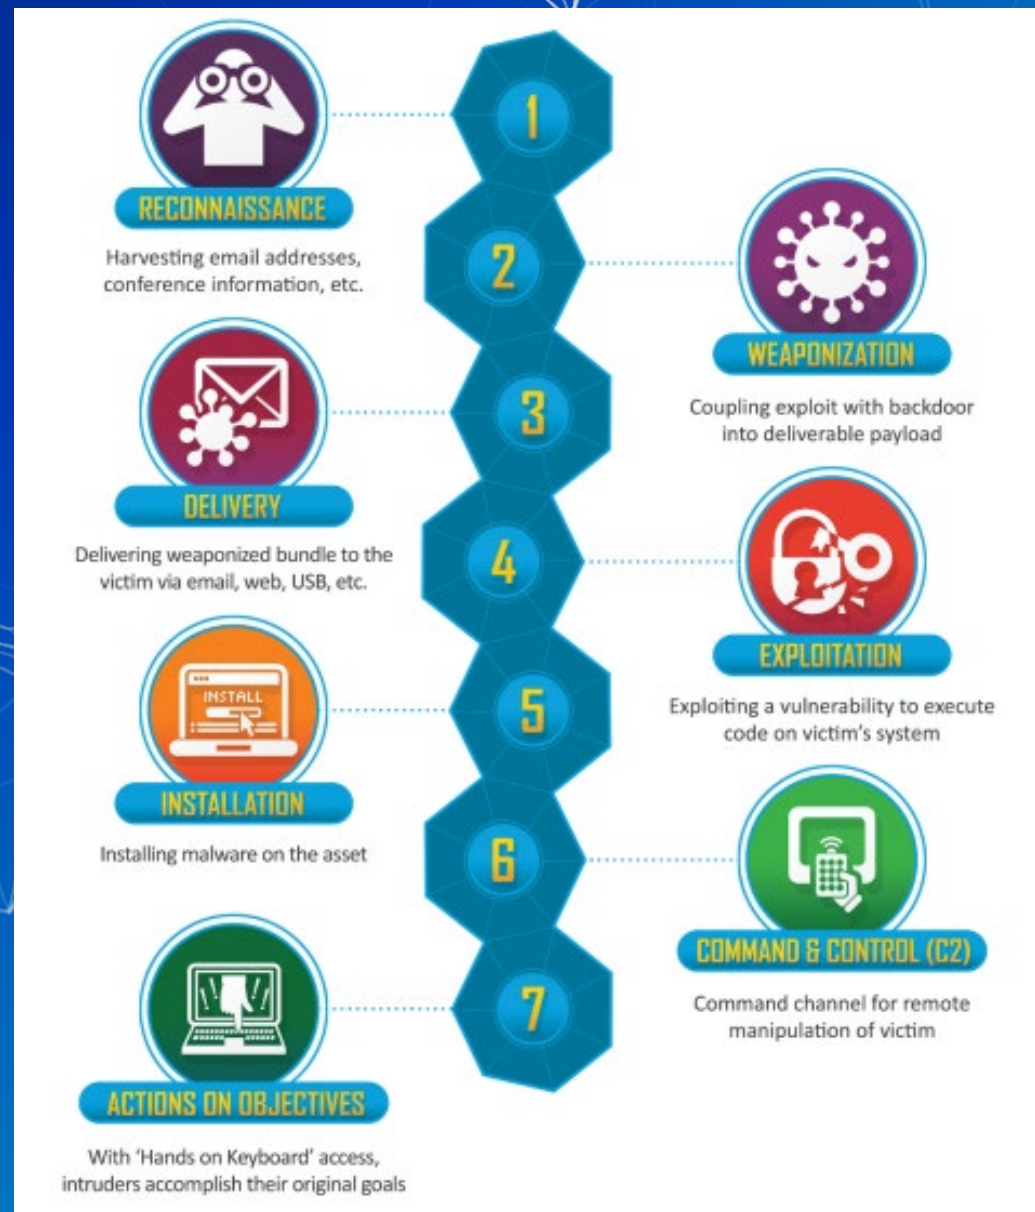 1
RECONNAISSANCE
Harvesting email addresses,
conference information, etc.
2
WEAPONIZATION
Coupling exploit with backdoor
into deliverable payload
3
DELIVERY
Delivering weaponized bundle to the
victim via email, web, USB, etc.
4
EXPLOITATION
Exploiting a vulnerability to execute
code on victim's system
5
INSTALL
INSTALLATION
Installing malware on the asset
6
COMMAND & CONTROL (C2)
Command channel for remote
manipulation of victim
7
ACTIONS ON OBJECTIVES
With 'Hands on Keyboard' access,
intruders accomplish their original goals